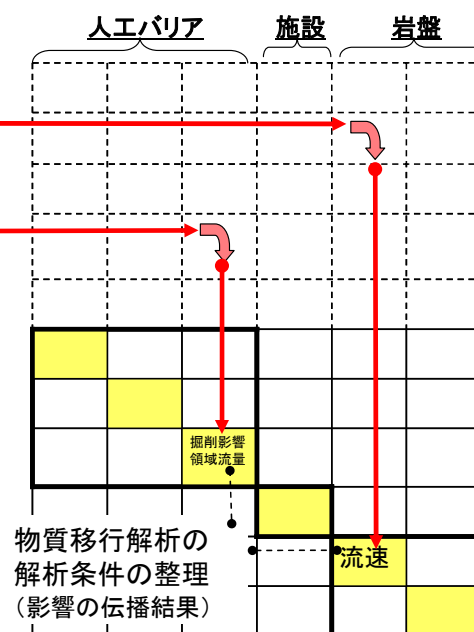 人工バリア 施設 岩盤
掘削影響
領域流量
流速
物質移行解析の
解析条件の整理
（影響の伝播結果）